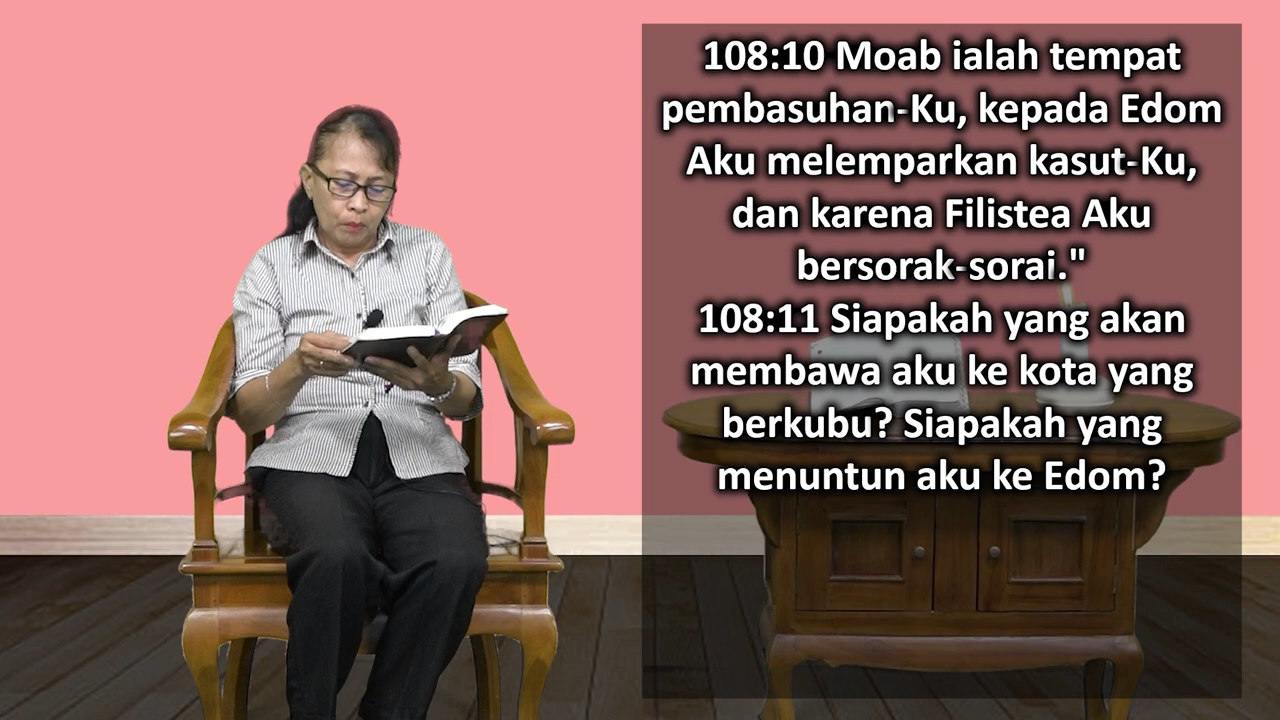 108:10 Moab ialah tempat
pembasuhan-Ku, kepada Edom
Aku melemparkan kasut-Ku,
dan karena Filistea Aku
bersorak-sorai."
108:11 Siapakah yang akan
membawa aku ke kota yang
berkubu? Siapakah yang
menuntun aku ke Edom?